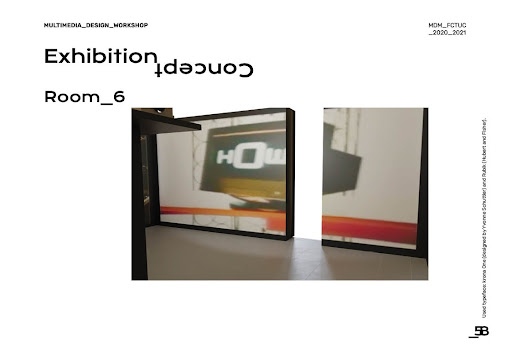 MULTIMEDIA_DESIGN_WORKSHOP
MDM_FCTUC
_2020_2021
Exhibition
Concept
Room_6
HOW
Used typefaces: Krona One (designed by Yvonne Schüttler) and Rubik (Hubert and Fisher).
_58